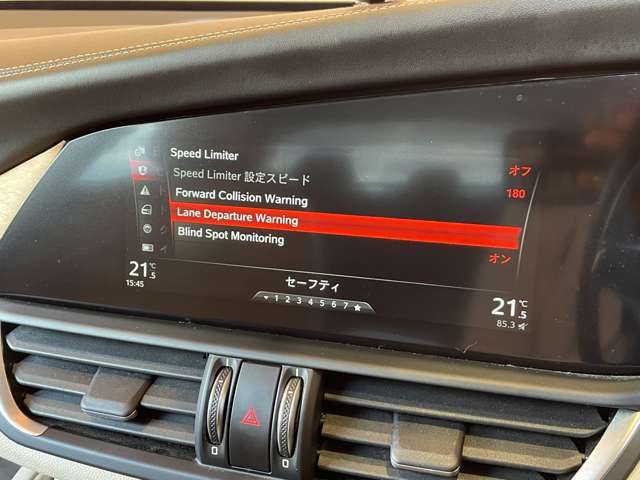 Speed Limiter オフ
Speed Limiter 設定スピード 180
Forward Collision Warning
Lane Departure Warning
Blind Spot Monitoring オン
21.5℃
15:45
セーフティ
1 2 3 4 5 6 7 ★
21.5℃
85.3